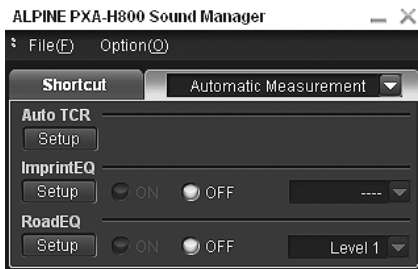 ALPINE PXA-H800 Sound Manager
File(F) Option(O)
Shortcut Automatic Measurement
Auto TCR
Setup
ImprintEQ
Setup ON OFF ----
RoadEQ
Setup ON OFF Level 1